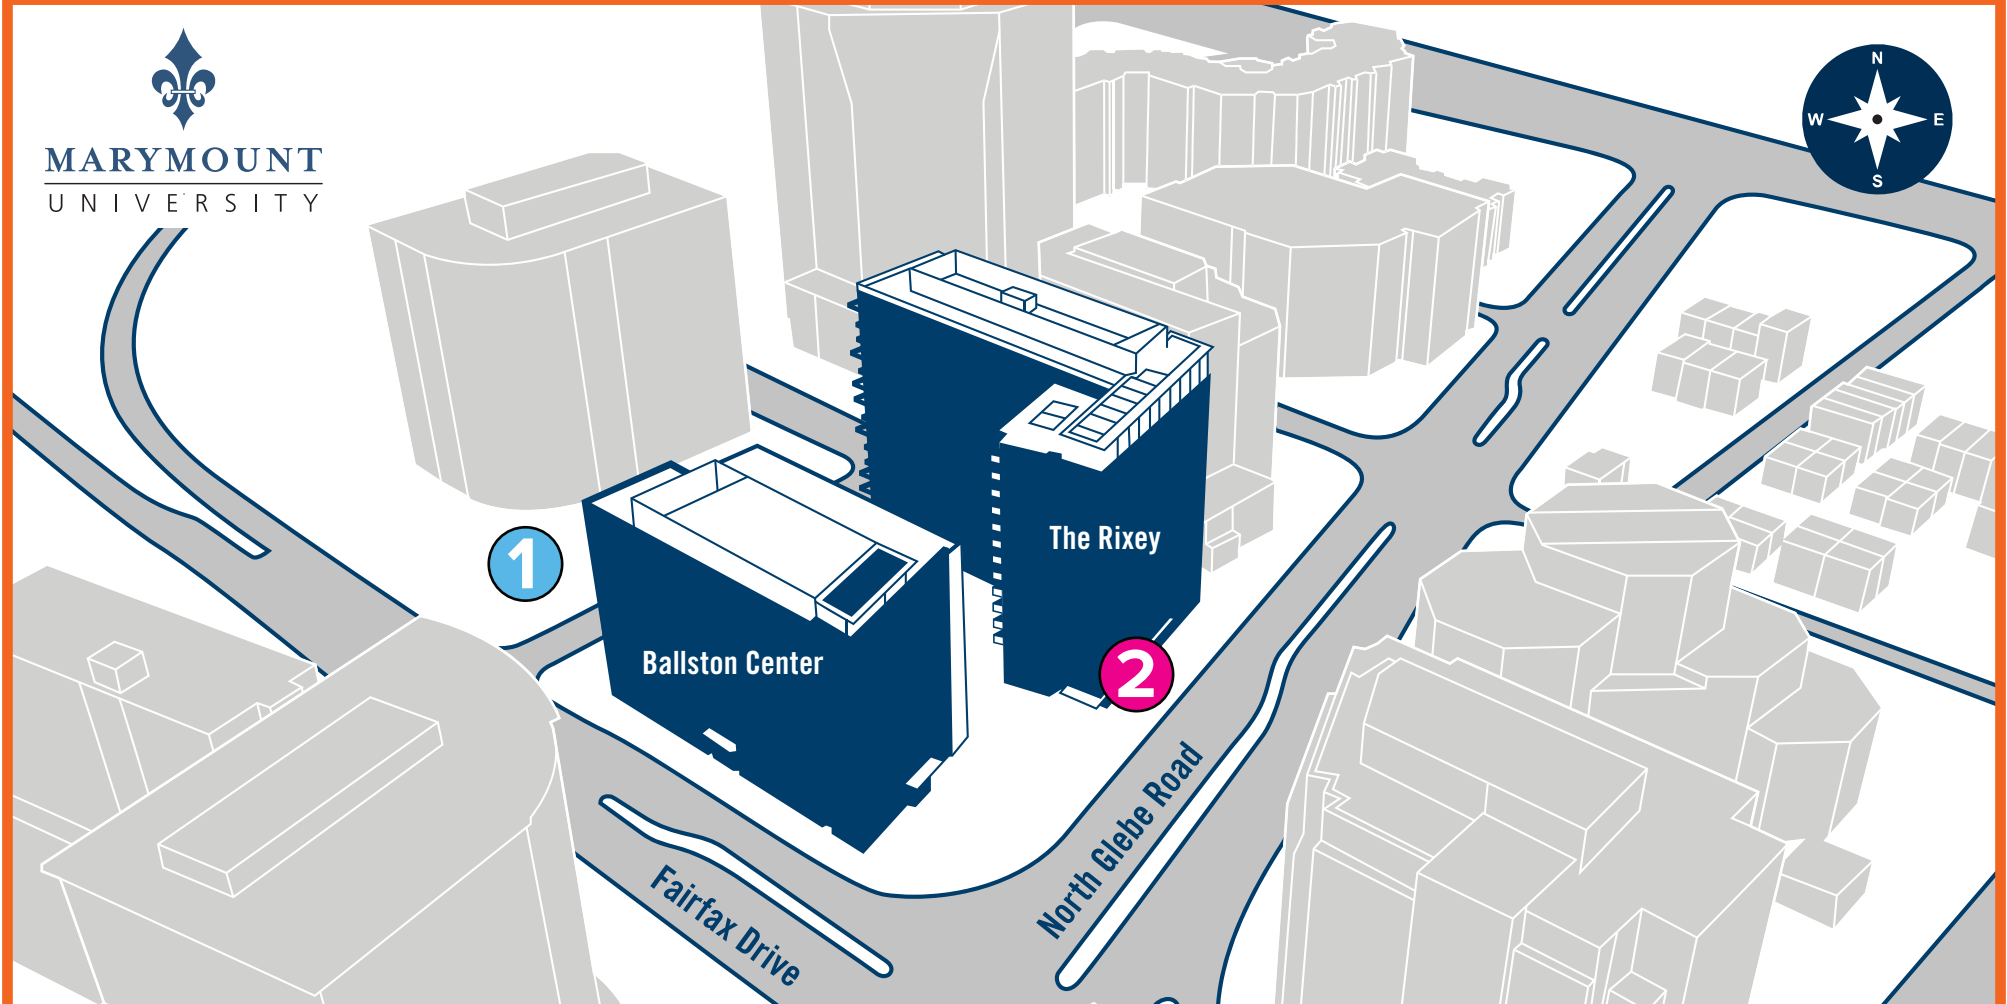 MARYMOUNT
UNIVERSITY
N
W
E
S
1
The Rixey
Ballston Center
2
North Glebe Road
Fairfax Drive